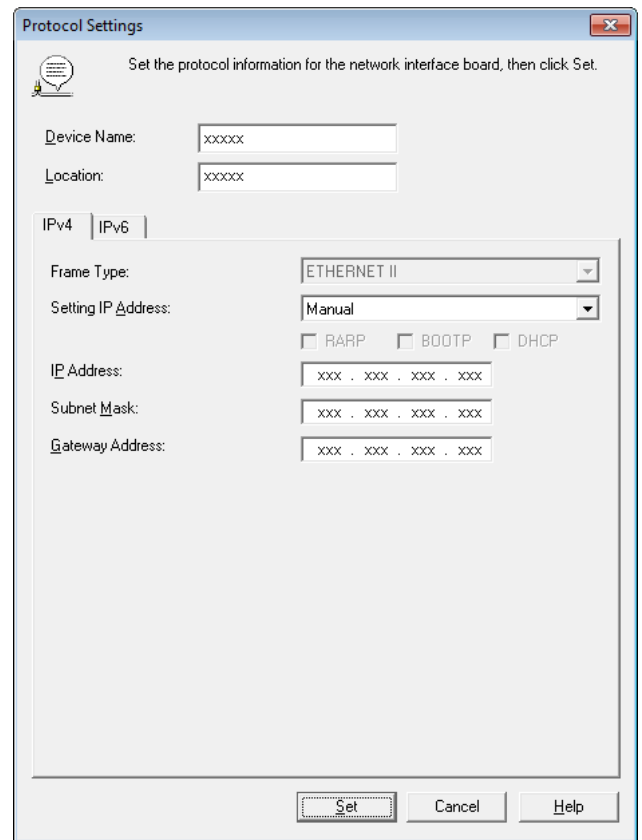 Protocol Settings
Set the protocol information for the network interface board, then click Set.
Device Name:
xxxxx
Location:
xxxxx
IPv4
IPv6
Frame Type:
ETHERNET II
Setting IP Address:
Manual
RARP
BOOTP
DHCP
IP Address:
xxx . xxx . xxx . xxx
Subnet Mask:
xxx . xxx . xxx . xxx
Gateway Address:
xxx . xxx . xxx . xxx
Set
Cancel
Help